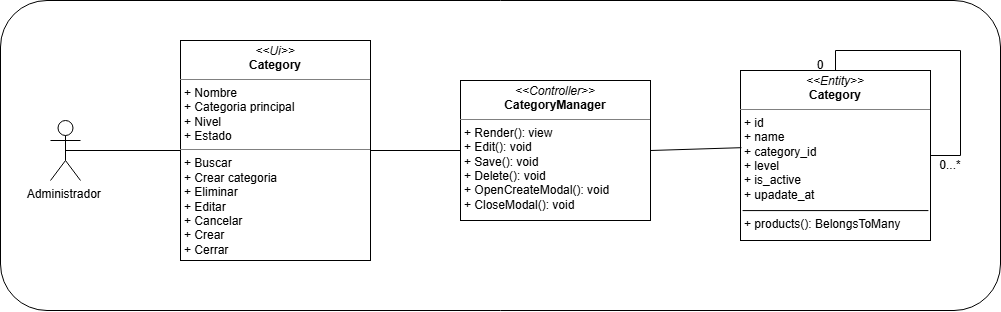 <<Ui>>
Category
+ Nombre
+ Categoria principal
+ Nivel
+ Estado
+ Buscar
+ Crear categoria
+ Eliminar
+ Editar
+ Cancelar
+ Crear
+ Cerrar
Administrador
<<Controller>>
CategoryManager
+ Render(): view
+ Edit(): void
+ Save(): void
+ Delete(): void
+ OpenCreateModal(): void
+ CloseModal(): void
0
<<Entity>>
Category
+ id
+ name
+ category_id
+ level
+ is_active
+ upadate_at
+ products(): BelongsToMany
0...*